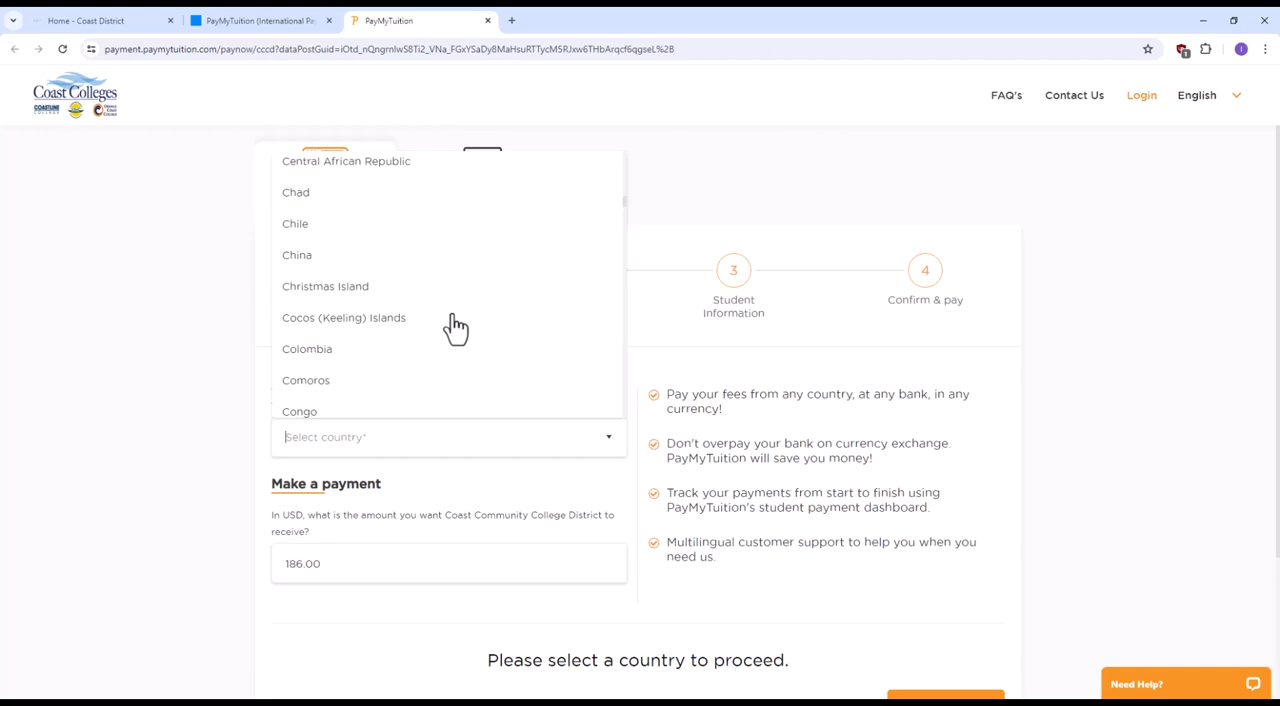 Home - Coast District
PayMyTuition (International Pa
PayMyTuition
payment.paymytuition.com/paynow/cccd?dataPostGuid=iOtd_nQngrnIwS8Ti2_VNa_FGxYSaDy8MaHsuRTTycM5RJxw6THbArqcf6qgseL%2B
1
I
Coast Colleges
COASTLINE COLLEGE
FAQ's
Contact Us
Login
English
Central African Republic
Chad
Chile
China
Christmas Island
Cocos (Keeling) Islands
Colombia
Comoros
Congo
3
Student
Information
4
Confirm & pay
Select country*
Make a payment
In USD, what is the amount you want Coast Community College District to
receive?
186.00
Pay your fees from any country, at any bank, in any
currency!
Don't overpay your bank on currency exchange.
PayMyTuition will save you money!
Track your payments from start to finish using
PayMyTuition's student payment dashboard.
Multilingual customer support to help you when you
need us.
Please select a country to proceed.
Need Help?